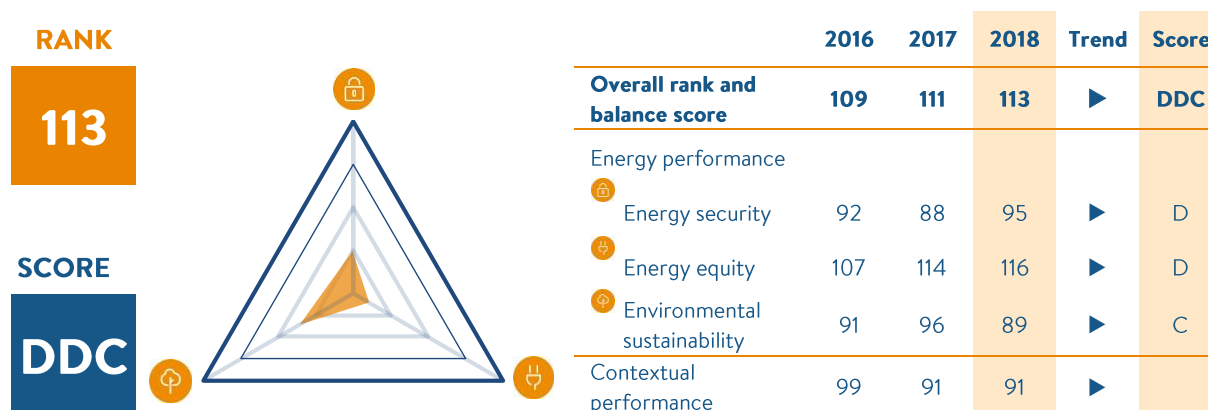 RANK
113
SCORE
DDC
2016 2017 2018 Trend Score
Overall rank and
balance score 109 111 113 DDC
Energy performance
Energy security 92 88 95 D
Energy equity 107 114 116 D
Environmental
sustainability 91 96 89 C
Contextual
performance 99 91 91